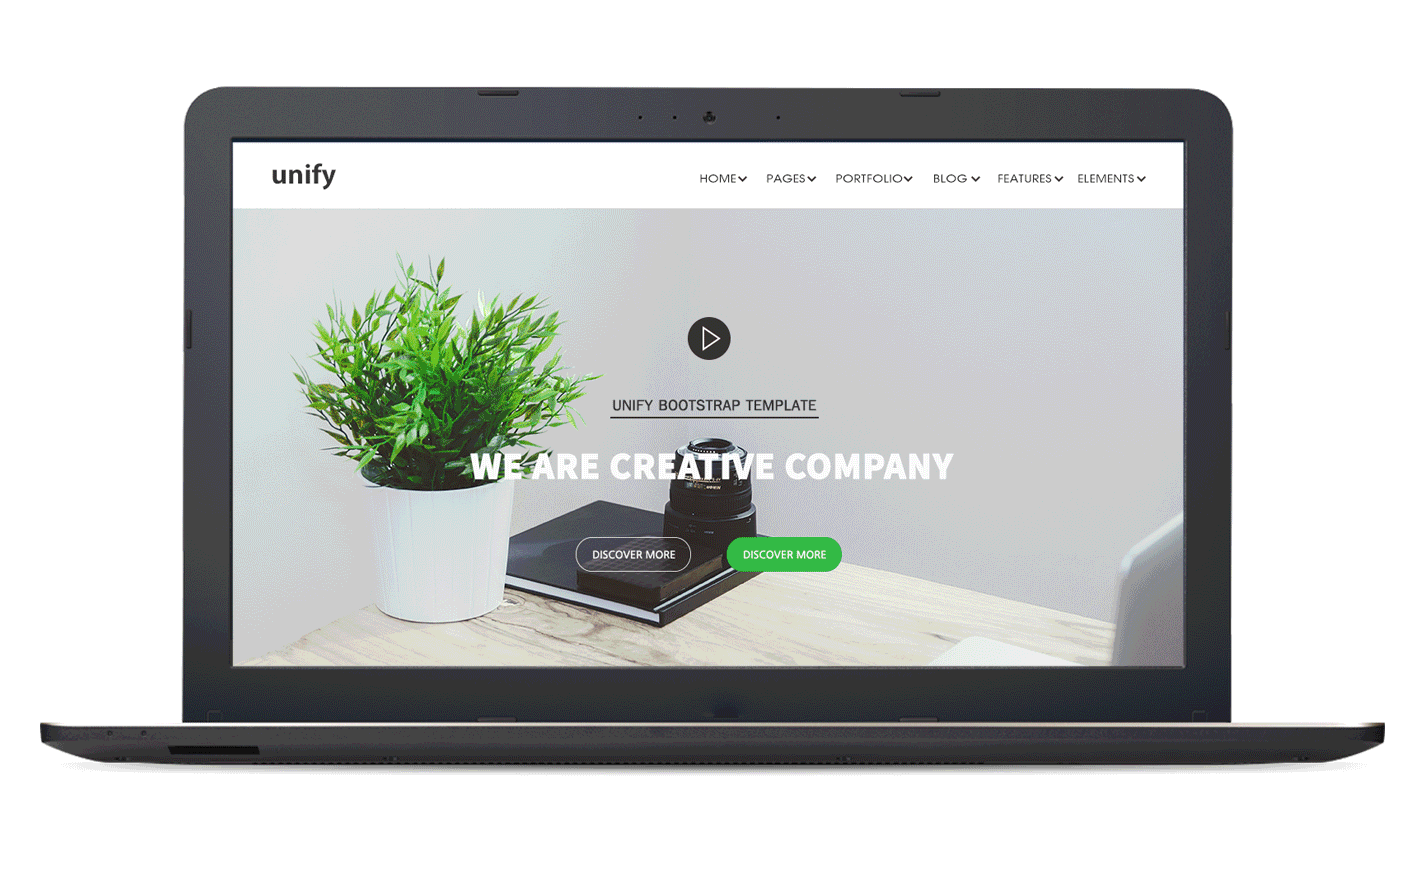 unify
HOME PAGES PORTFOLIO BLOG FEATURES ELEMENTS
UNIFY BOOTSTRAP TEMPLATE
WE ARE CREATIVE COMPANY
DISCOVER MORE DISCOVER MORE